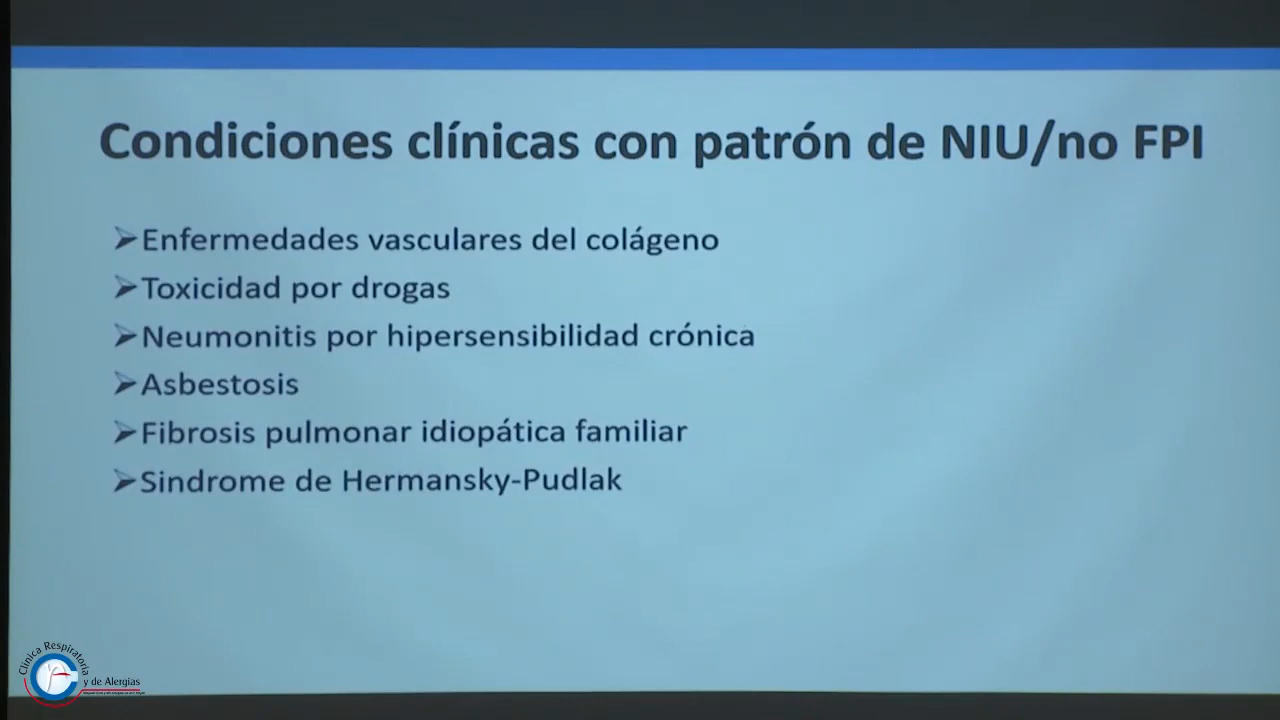 Condiciones clínicas con patrón de NIU/no FPI
➢Enfermedades vasculares del colágeno
➢Toxicidad por drogas
➢Neumonitis por hipersensibilidad crónica
➢Asbestosis
➢Fibrosis pulmonar idiopática familiar
➢Sindrome de Hermansky-Pudlak
Clínica Respiratoria
y de Alergias